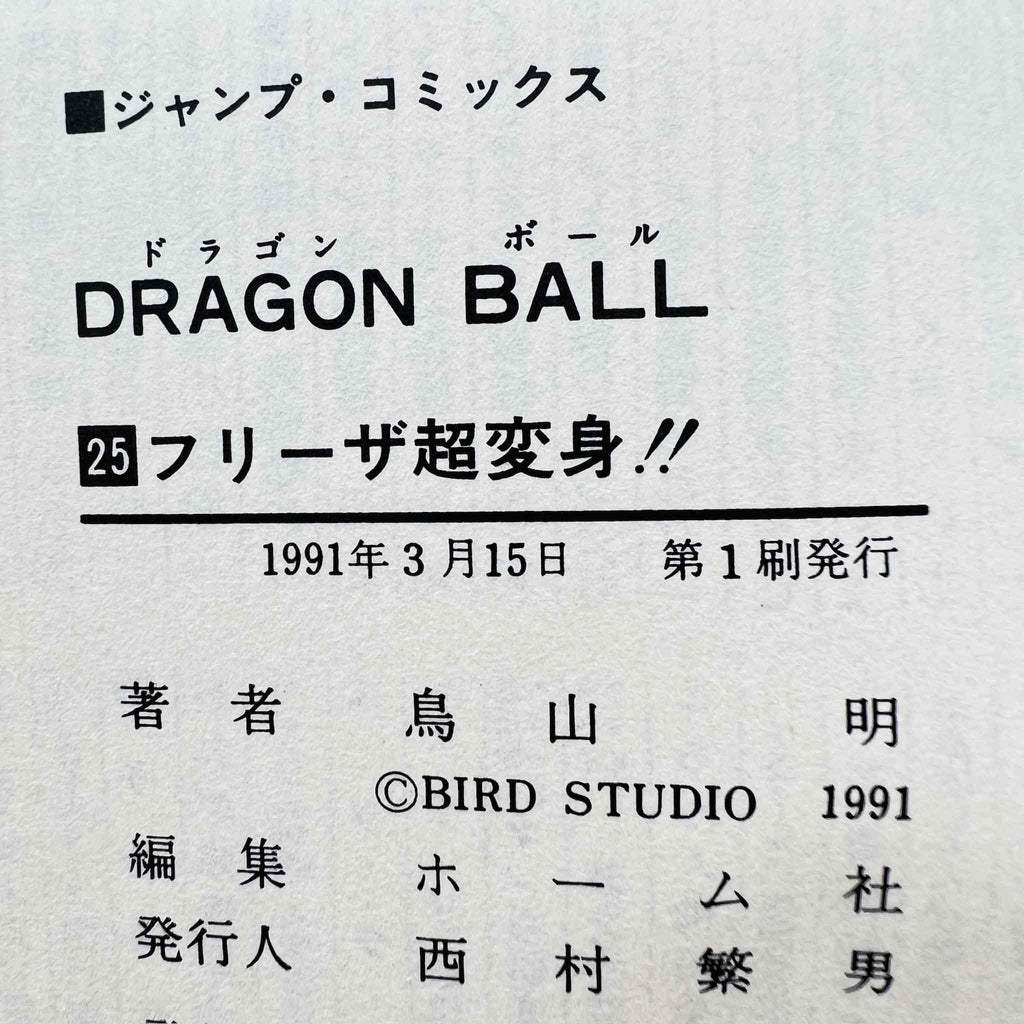 ■ジャンプ・コミックス
ドラゴン ボール
DRAGON BALL
25 フリーザ超変身!!
1991年3月15日 第1刷発行
著者 鳥山 明
©BIRD STUDIO 1991
編集 ホーム社
発行人 西村繁男